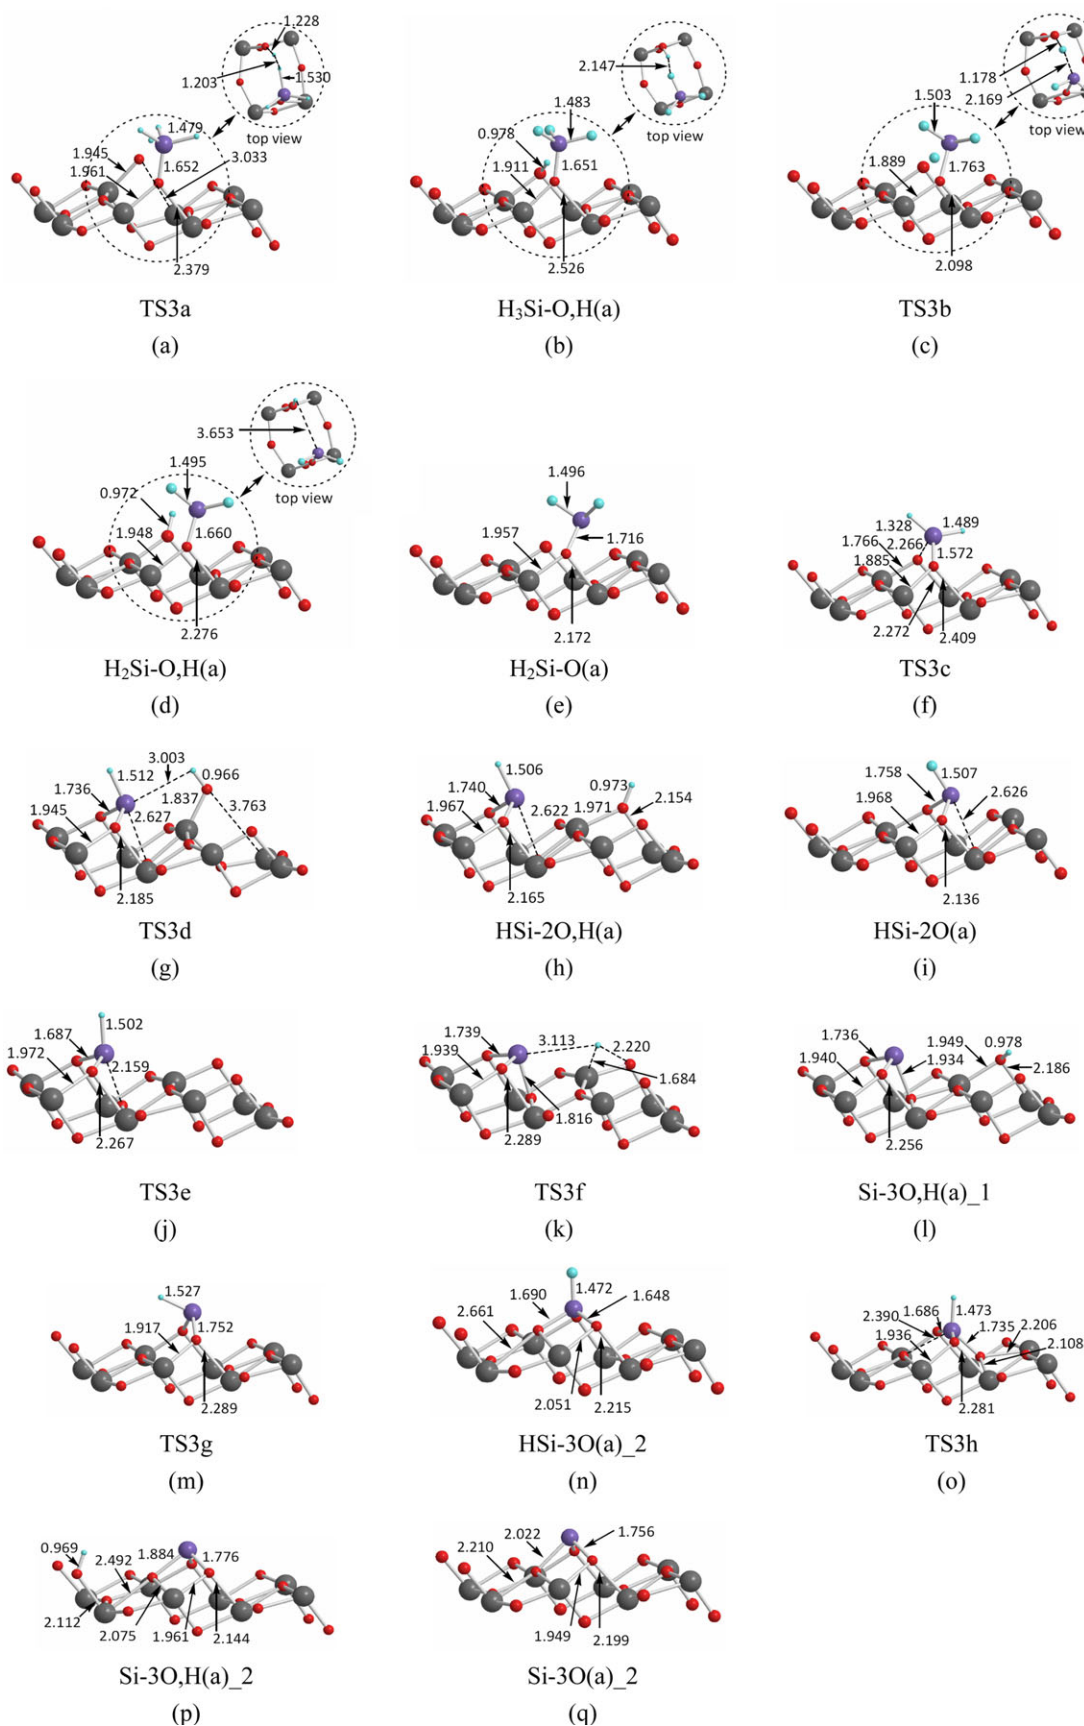 1.228
1.203
1.530
top view
1.479
1.945
1.961
1.652
3.033
2.379
TS3a
(a)
2.147
top view
1.483
0.978
1.911
1.651
2.526
H₃Si-O,H(a)
(b)
1.178
2.169
top view
1.503
1.889
1.763
2.098
TS3b
(c)
3.653
top view
1.495
0.972
1.948
1.660
2.276
H₂Si-O,H(a)
(d)
1.496
1.957
1.716
2.172
H₂Si-O(a)
(e)
1.328
1.489
1.766
2.266
1.885
1.572
2.272
2.409
TS3c
(f)
3.003
1.512
0.966
1.736
1.837
3.763
1.945
2.627
2.185
TS3d
(g)
1.506
0.973
1.740
1.967
2.622
1.971
2.154
2.165
HSi-2O,H(a)
(h)
1.758
1.507
1.968
2.626
2.136
HSi-2O(a)
(i)
1.502
1.687
1.972
2.159
2.267
TS3e
(j)
1.739
3.113
2.220
1.939
1.684
1.816
2.289
TS3f
(k)
1.736
1.949
0.978
1.940
1.934
2.186
2.256
Si-3O,H(a)_1
(l)
1.527
1.917
1.752
2.289
TS3g
(m)
1.690
1.472
1.648
2.661
2.051
2.215
HSi-3O(a)_2
(n)
2.390
1.686
1.473
1.936
1.735
2.206
2.108
2.281
TS3h
(o)
0.969
2.492
1.884
1.776
2.112
2.075
1.961
2.144
Si-3O,H(a)_2
(p)
2.022
1.756
2.210
1.949
2.199
Si-3O(a)_2
(q)